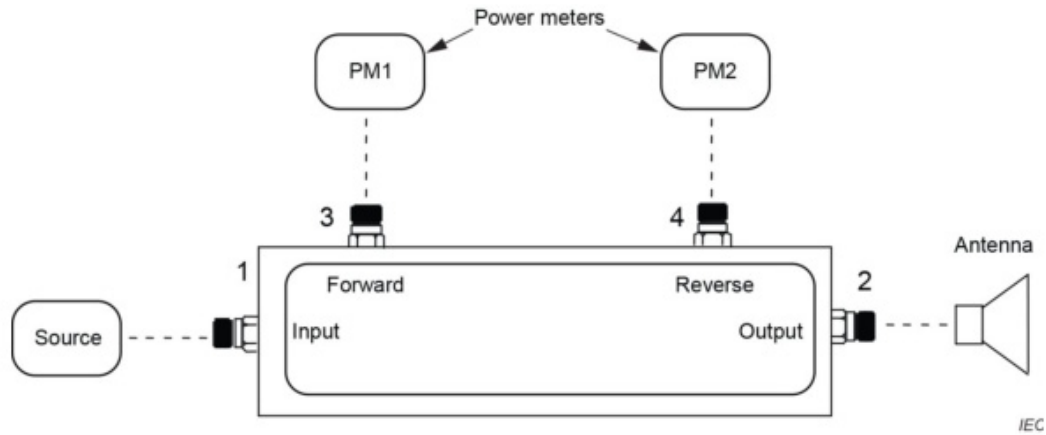 Power meters
PM1
PM2
3
4
Antenna
1
Forward
Reverse
2
Source
Input
Output
IEC